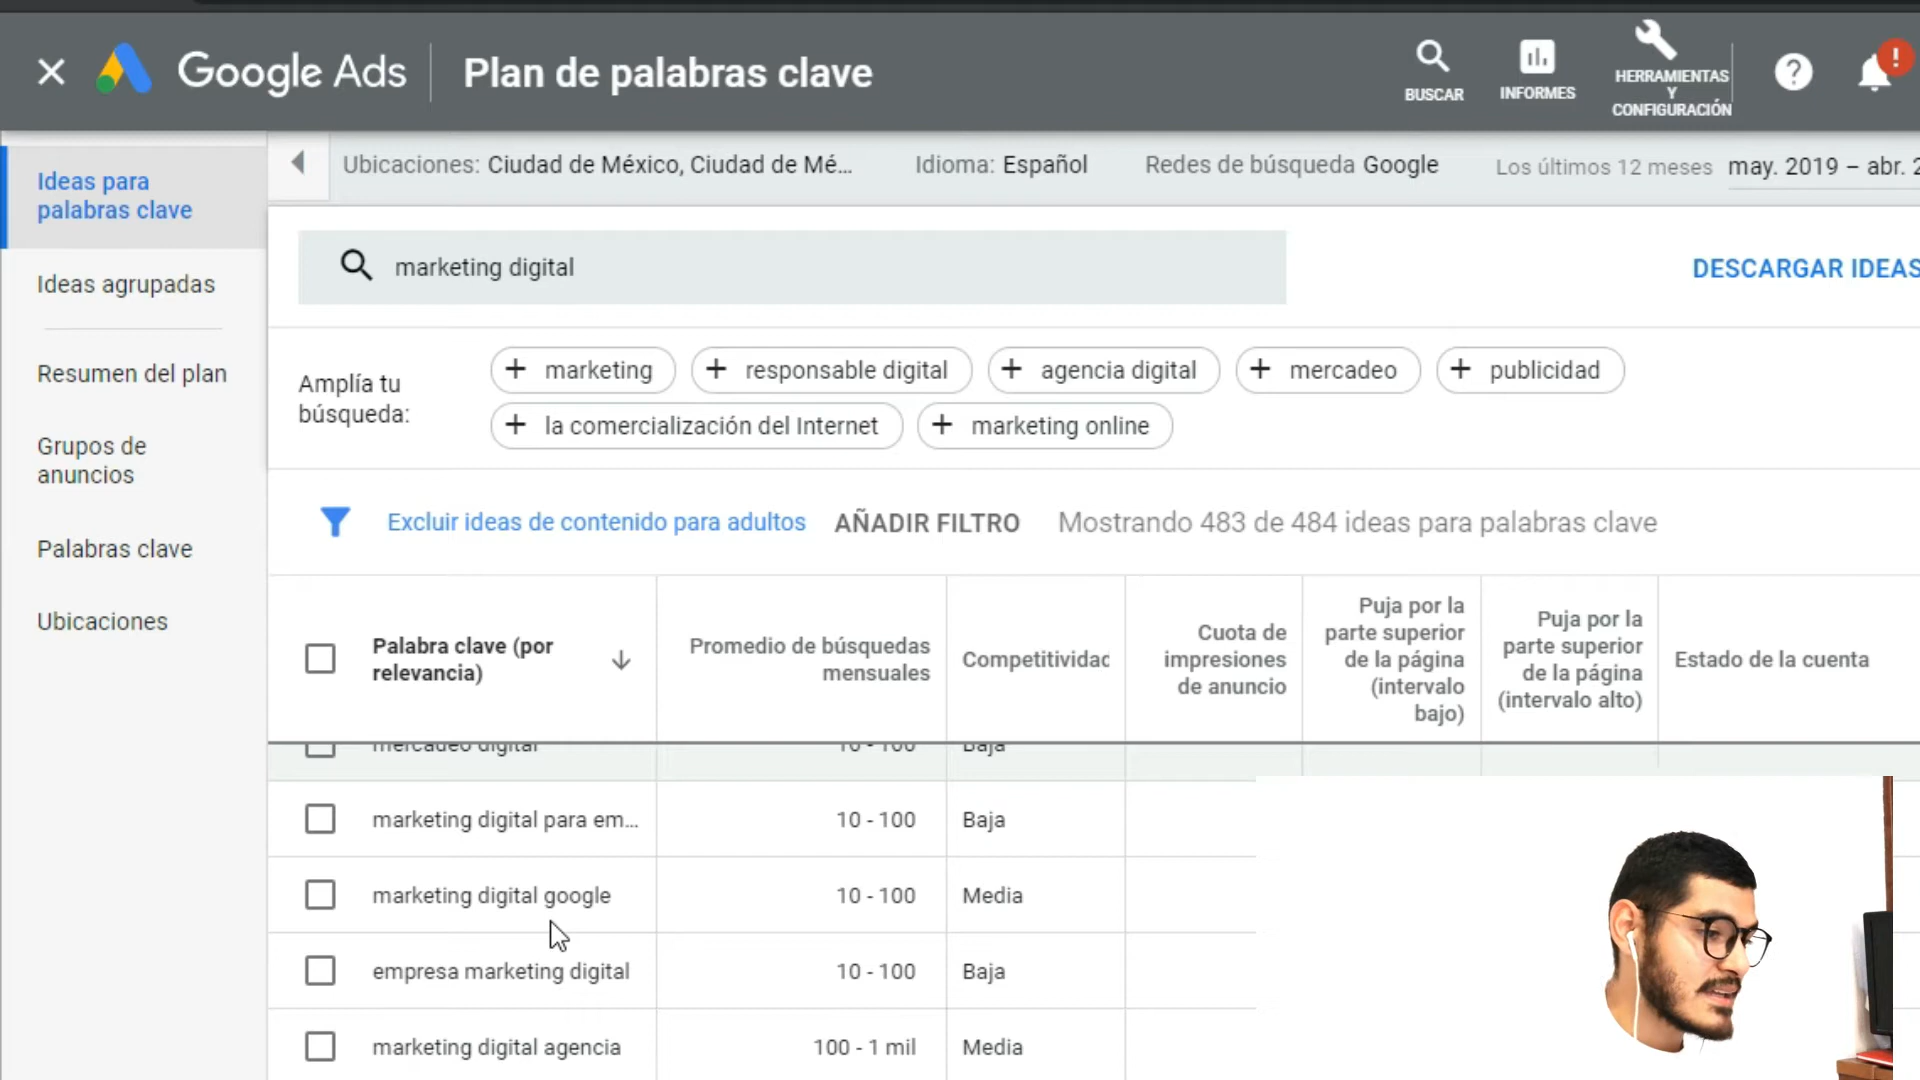 Google Ads
Plan de palabras clave
BUSCAR
INFORMES
HERRAMIENTAS
Y
CONFIGURACIÓN
?
!
Ideas para
palabras clave
Ideas agrupadas
Resumen del plan
Grupos de
anuncios
Palabras clave
Ubicaciones
Ubicaciones: Ciudad de México, Ciudad de Mé...
Idioma: Español
Redes de búsqueda Google
Los últimos 12 meses may. 2019 – abr. 2
marketing digital
DESCARGAR IDEAS
Amplía tu
búsqueda:
+ marketing
+ responsable digital
+ agencia digital
+ mercadeo
+ publicidad
+ la comercialización del Internet
+ marketing online
Excluir ideas de contenido para adultos
AÑADIR FILTRO
Mostrando 483 de 484 ideas para palabras clave
Palabra clave (por
relevancia)
Promedio de búsquedas
mensuales
Competitividac
Cuota de
impresiones
de anuncio
Puja por la
parte superior
de la página
(intervalo
bajo)
Puja por la
parte superior
de la página
(intervalo alto)
Estado de la cuenta
mercadeo digital 10 - 100 Baja
marketing digital para em... 10 - 100 Baja
marketing digital google 10 - 100 Media
empresa marketing digital 10 - 100 Baja
marketing digital agencia 100 - 1 mil Media